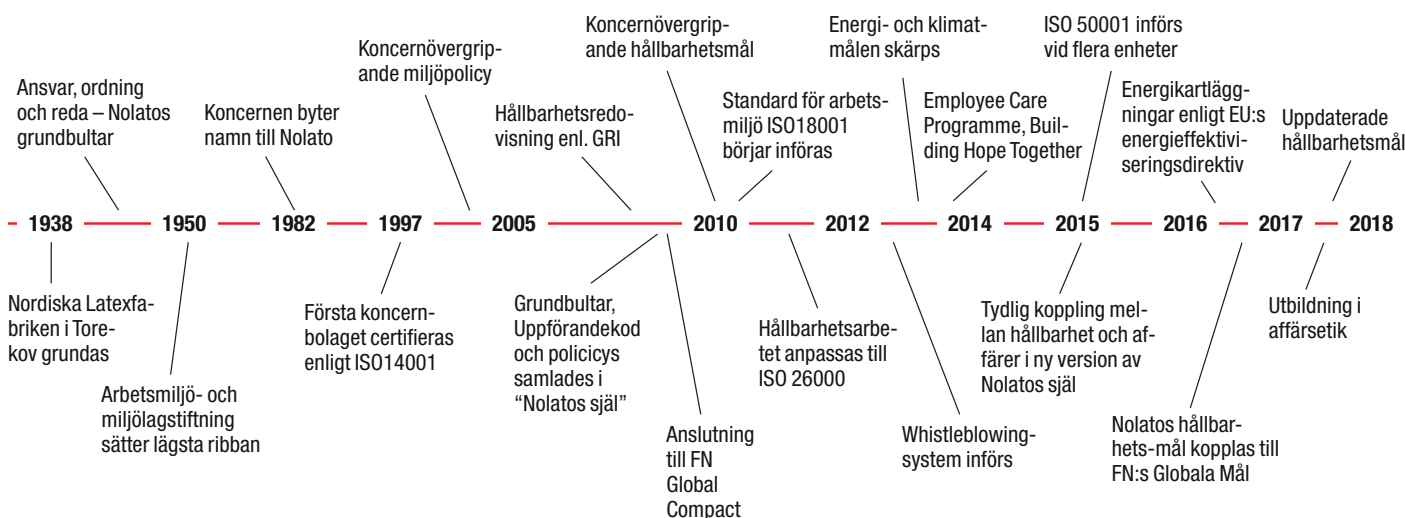 Ansvar, ordning
och reda – Nolatos
grundbultar
Koncernen byter
namn till Nolato
Koncernövergrip-
ande miljöpolicy
Hållbarhetsredo-
visning enl. GRI
Koncernövergrip-
ande hållbarhetsmål
Standard för arbets-
miljö ISO18001
börjar införas
Energi- och klimat-
målen skärps
Employee Care
Programme, Buil-
ding Hope Together
ISO 50001 införs
vid flera enheter
Energikartlägg-
ningar enligt EU:s
energieffektivi-
seringsdirektiv
Uppdaterade
hållbarhetsmål
1938 1950 1982 1997 2005 2010 2012 2014 2015 2016 2017 2018
Nordiska Latexfa-
briken i Tore-
kov grundas
Arbetsmiljö- och
miljölagstiftning
sätter lägsta ribban
Första koncern-
bolaget certifieras
enligt ISO14001
Grundbultar,
Uppförandekod
och policicys
samlades i
“Nolatos själ”
Anslutning
till FN
Global
Compact
Hållbarhetsarbe-
tet anpassas till
ISO 26000
Whistleblowing-
system införs
Tydlig koppling mel-
lan hållbarhet och af-
färer i ny version av
Nolatos själ
Nolatos hållbar-
hets-mål kopplas till
FN:s Globala Mål
Utbildning i
affärsetik